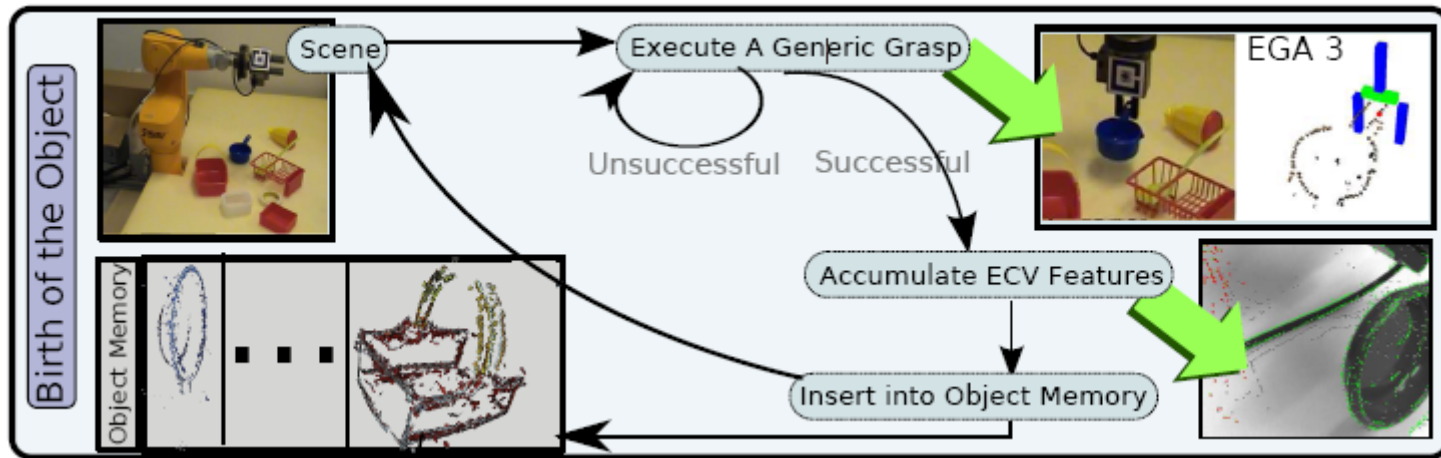 Birth of the Object
Scene
Execute A Generic Grasp
EGA 3
Unsuccessful
Successful
Accumulate ECV Features
Insert into Object Memory
Object Memory